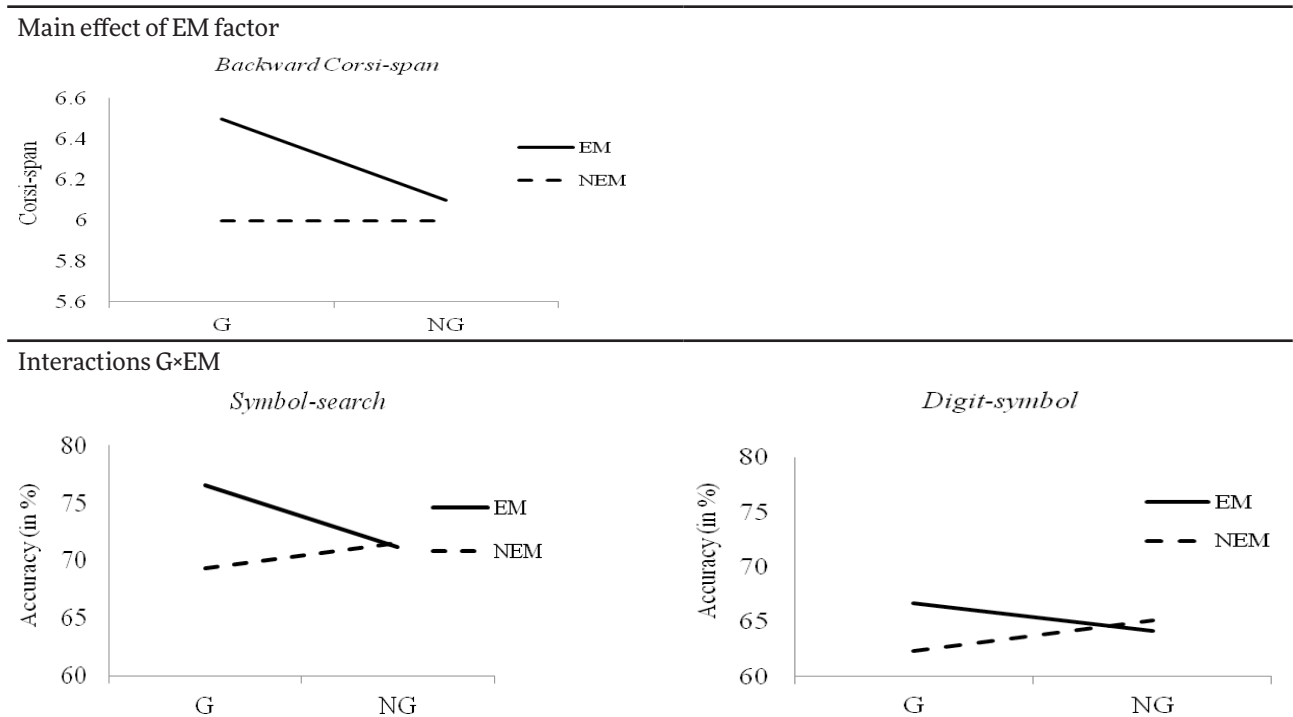 Main effect of EM factor
Backward Corsi-span
6.6
6.4
6.2
6
5.8
5.6
Corsi-span
G NG
EM
NEM
Interactions G×EM
Symbol-search
80
75
70
65
60
Accuracy (in %)
G NG
EM
NEM
Digit-symbol
80
75
70
65
60
Accuracy (in %)
G NG
EM
NEM